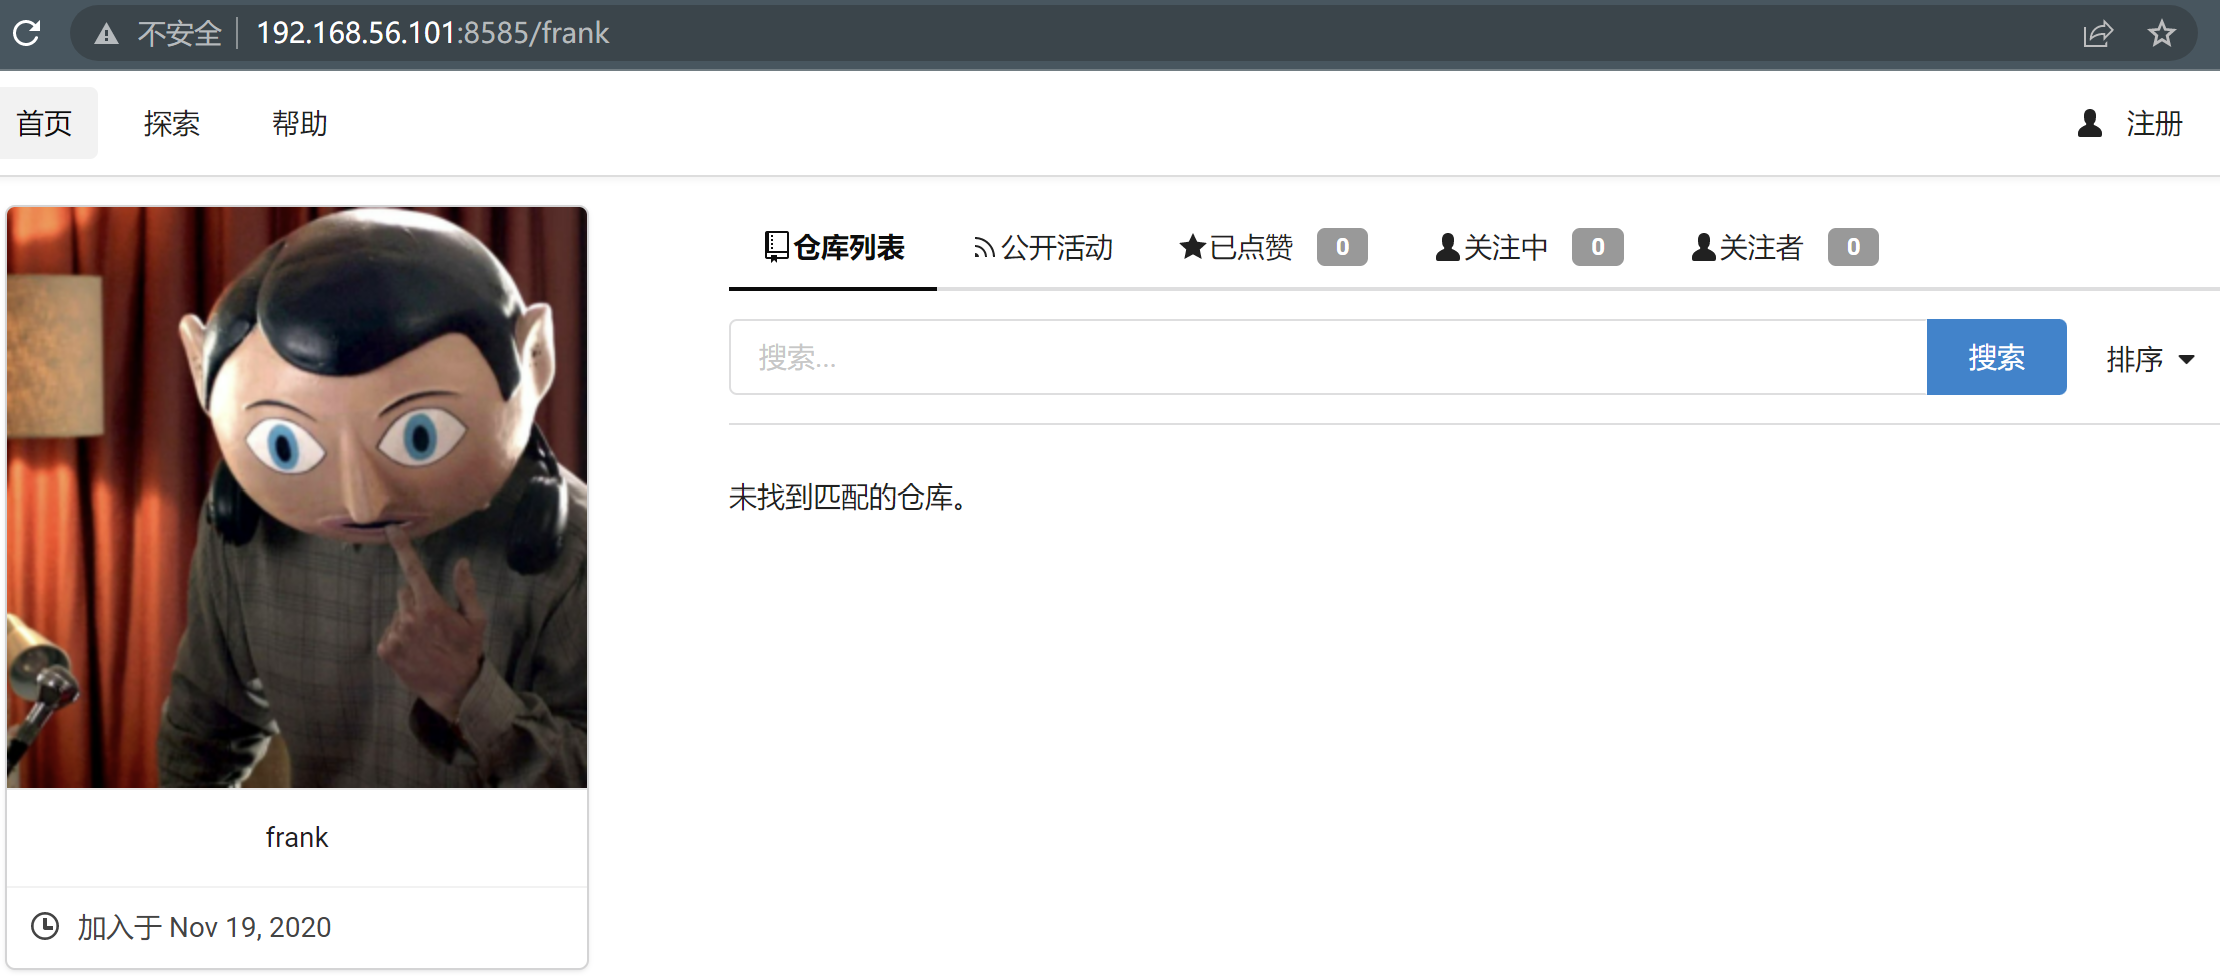 不安全 192.168.56.101:8585/frank
首页 探索 帮助 注册
仓库列表 公开活动 已点赞 0 关注中 0 关注者 0
搜索... 搜索 排序
未找到匹配的仓库。
frank
加入于 Nov 19, 2020